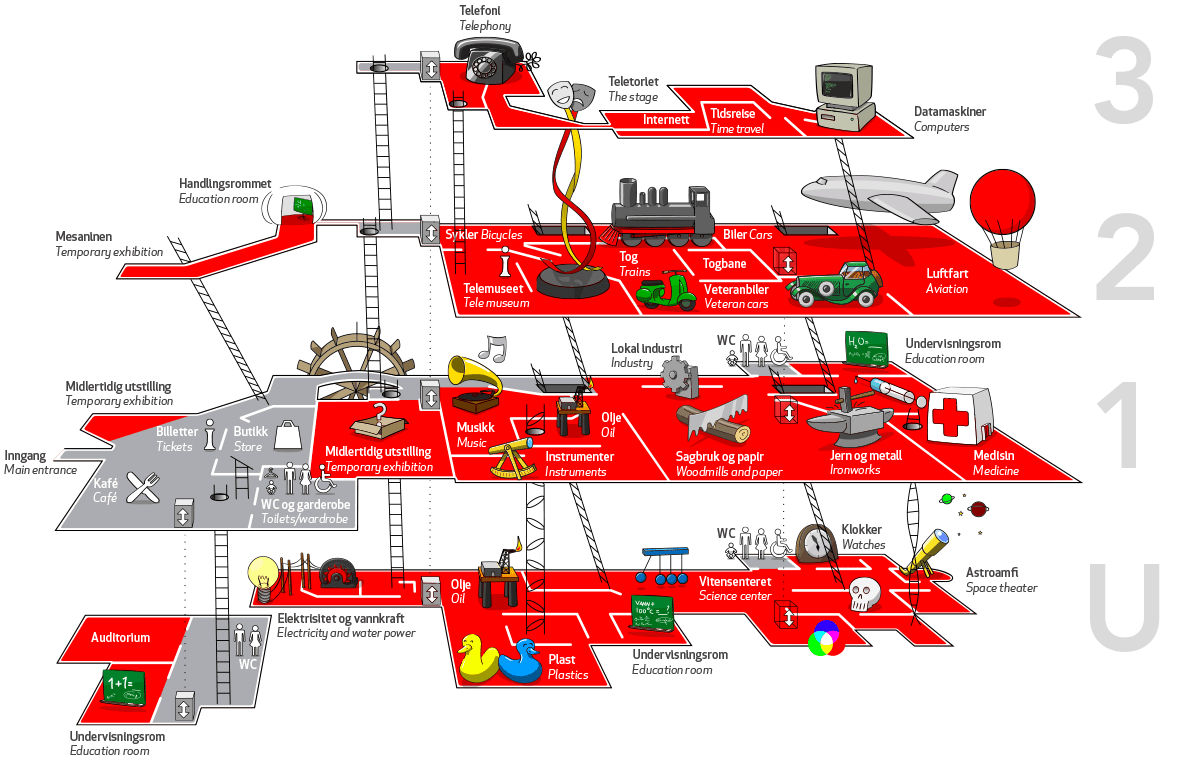 Telefoni
Telephony
3
Teletorlet
The stage
Internett
Tidsreise
Time travel
Datamaskiner
Computers
Handlingsrommet
Education room
Mesaninen
Temporary exhibition
2
Sykler Bicycles
Tog
Trains
Biler Cars
Togbane
Telemuseet
Tele museum
Veteranbiler
Veteran cars
Luftfart
Aviation
Lokal industri
Industry
WC
H₂O=
Undervisningsrom
Education room
1
Midlertidig utstilling
Temporary exhibition
Inngang
Main entrance
Billetter
Tickets
Butikk
Store
Kafé
Café
WC og garderobe
Toilets/wardrobe
Midlertidig utstilling
Temporary exhibition
Musikk
Music
Olje
Oil
Instrumenter
Instruments
Sagbruk og papir
Woodmills and paper
Jern og metall
Ironworks
Medisin
Medicine
U
Olje
Oil
WC
Klokker
Watches
Vitensenteret
Science center
Astroamfi
Space theater
Elektrisitet og vannkraft
Electricity and water power
100°C = ?
Plast
Plastics
Undervisningsrom
Education room
Auditorium
WC
1+1=
Undervisningsrom
Education room